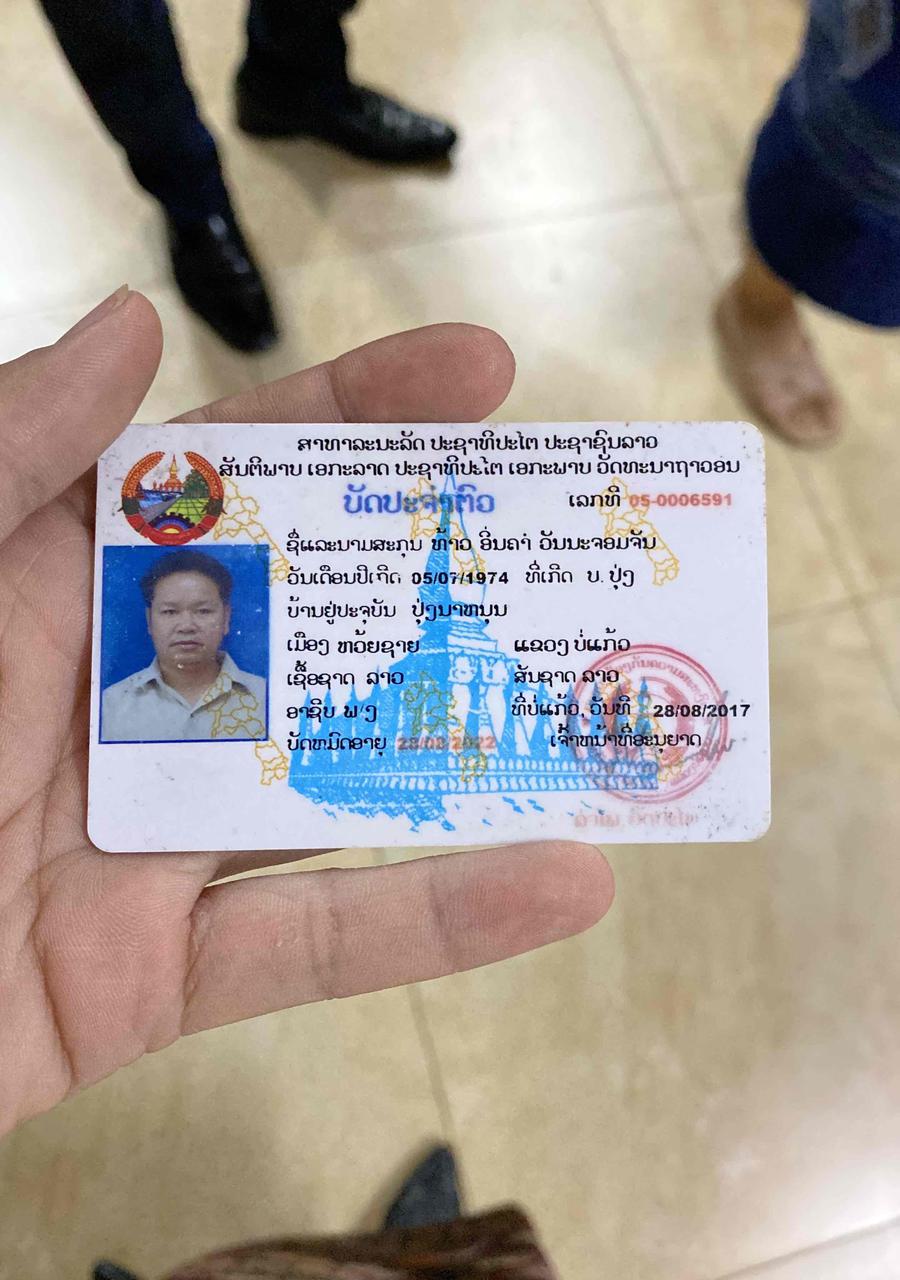 ສາທາລະນະລັດ ປະຊາທິປະໄຕ ປະຊາຊົນລາວ
ສັນຕິພາບ ເອກະລາດ ປະຊາທິປະໄຕ ເອກະພາບ ວັດທະນາຖາວອນ
ບັດປະຈຳຕົວ ເລກທີ 05-0006591
ຊື່ແລະນາມສະກຸນ ທ້າວ ອິ່ນຄຳ ວັນນະຈອມຈັນ
ວັນເດືອນປີເກີດ 05/07/1974 ທີ່ເກີດ ບ. ປຸ່ງ
ບ້ານຢູ່ປະຈຸບັນ ປຸ່ງນາຫນຸນ
ເມືອງ ຫວ້ຍຊາຍ ແຂວງ ບໍ່ແກ້ວ
ເຊື້ອຊາດ ລາວ ສັນຊາດ ລາວ
ອາຊີບ ທີ່ບໍ່ແກ້ວ, ວັນທີ 28/08/2017
ບັດຫມົດອາຍຸ 28/08/2022 ເຈົ້າຫນ້າທີ່ອະນຸຍາດ